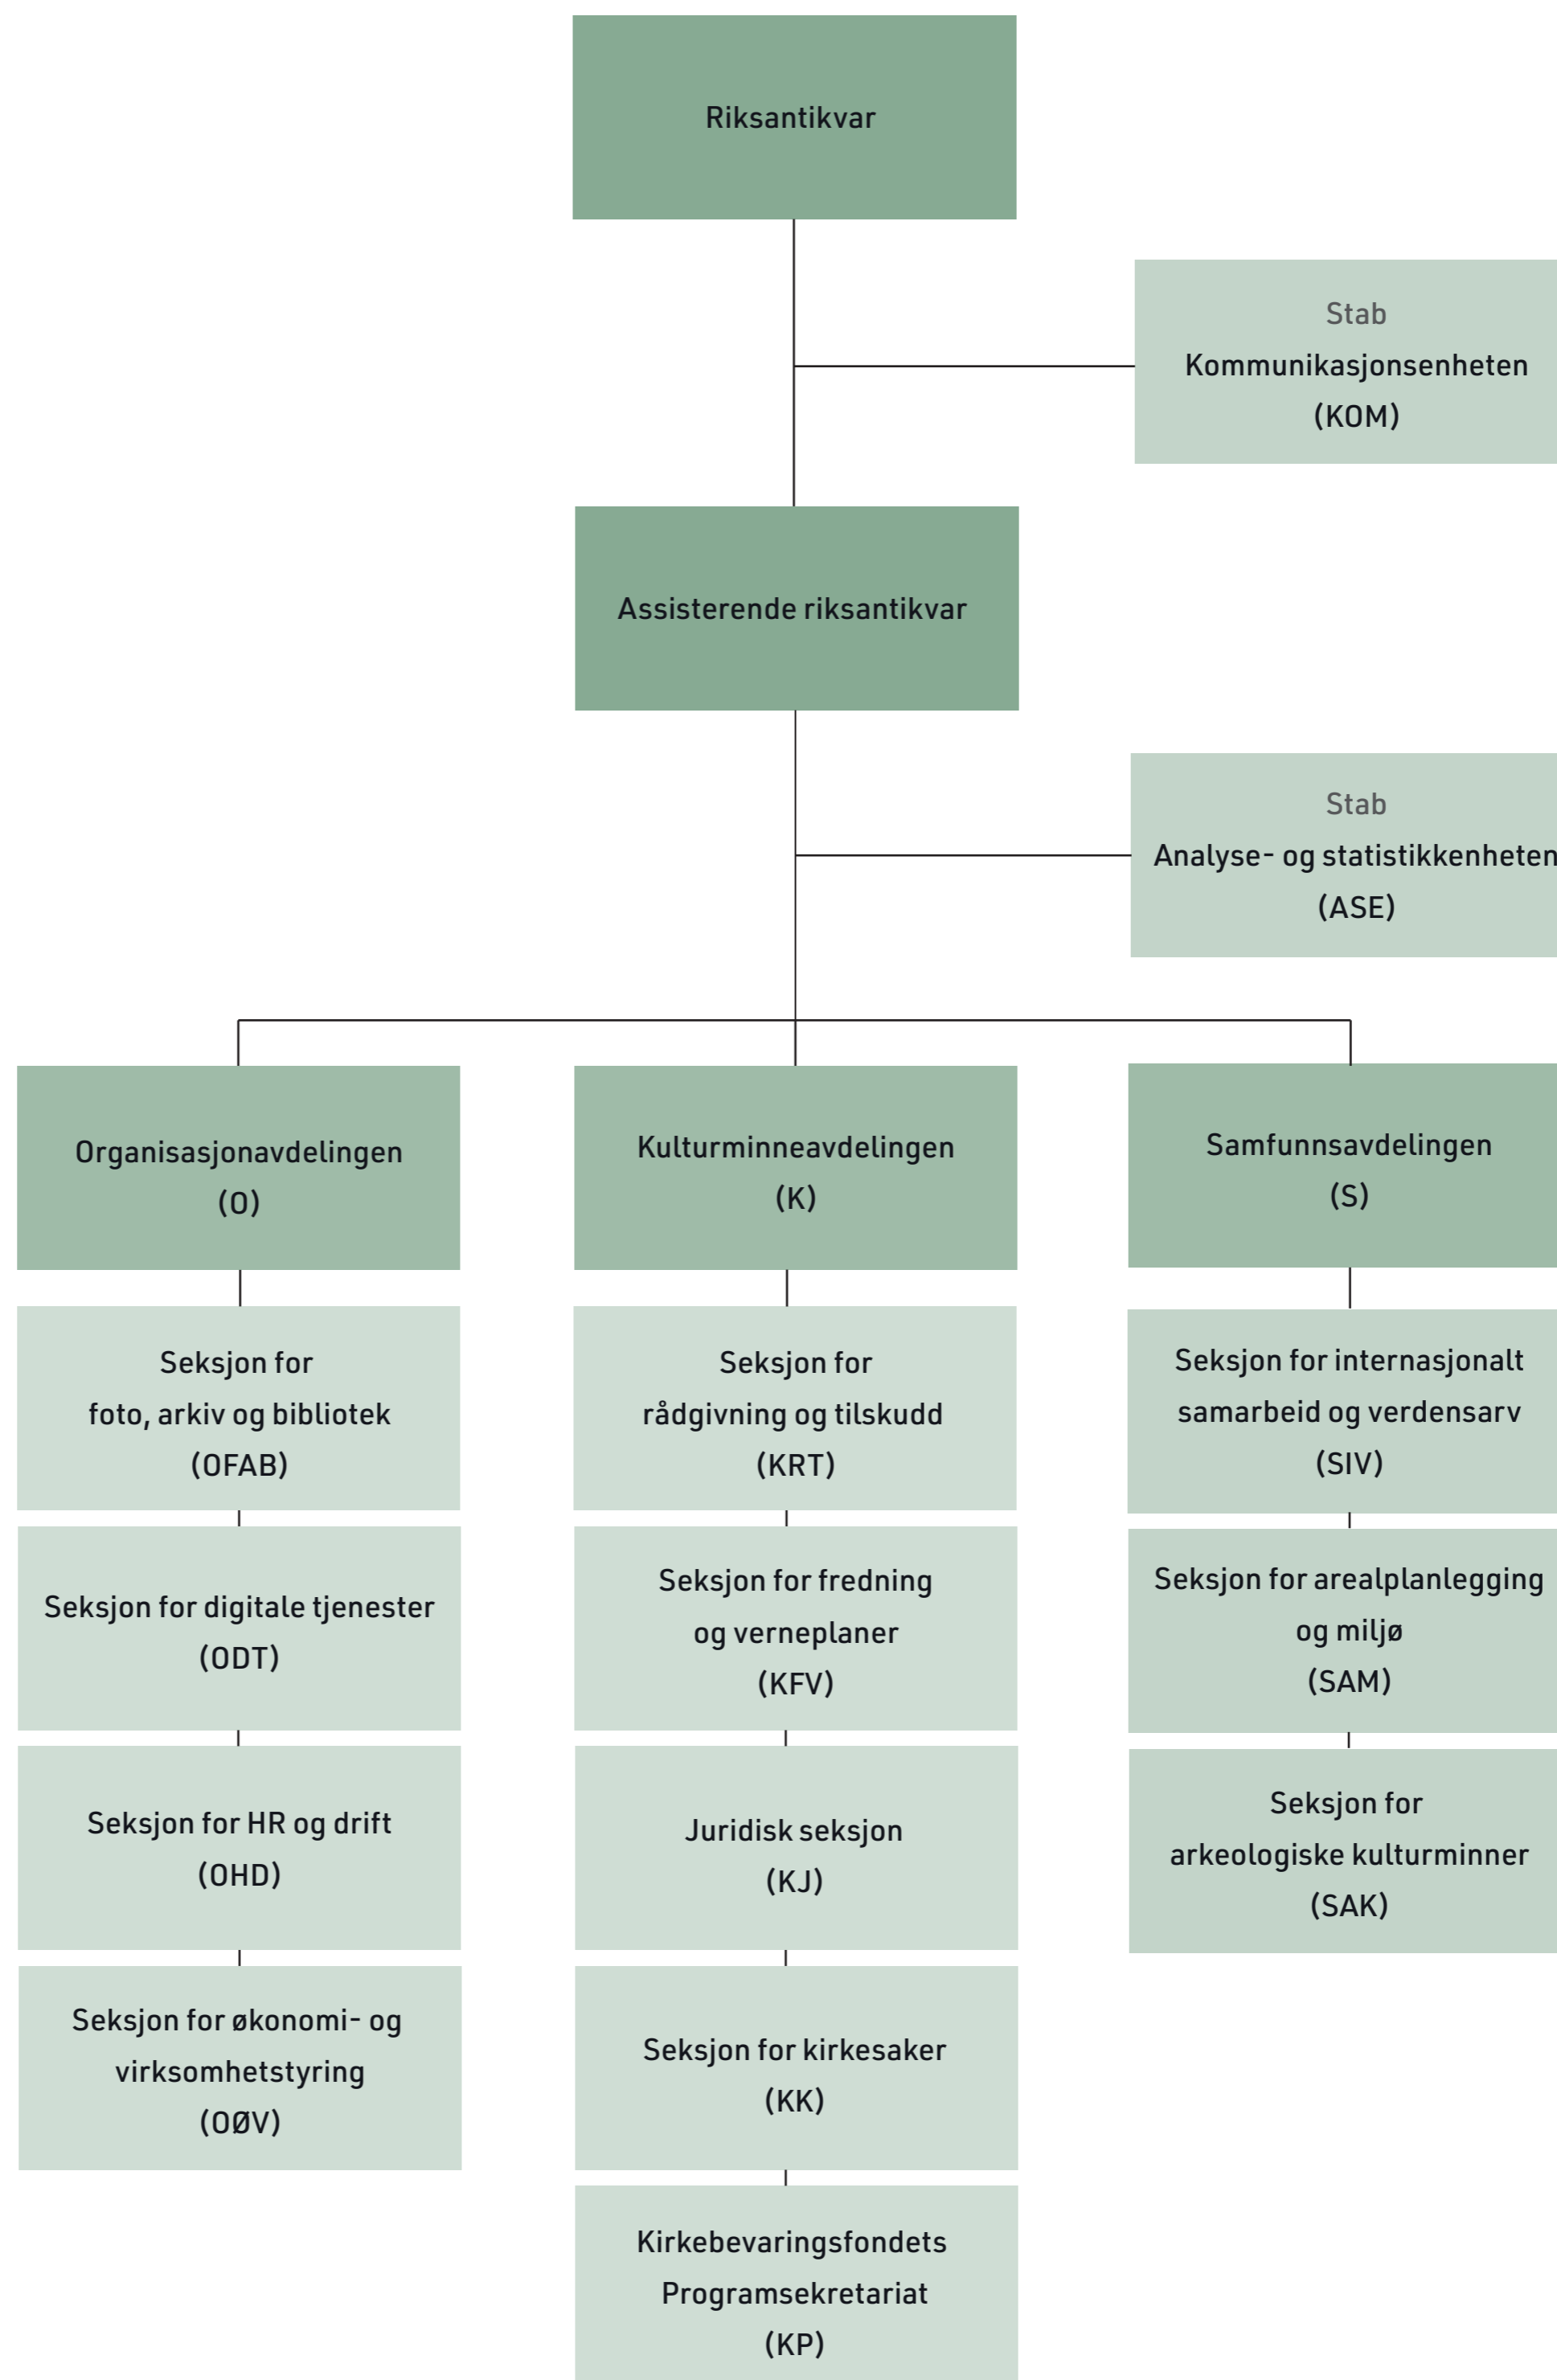 Riksantikvar
Stab
Kommunikasjonsenheten
(KOM)
Assisterende riksantikvar
Stab
Analyse- og statistikkenheten
(ASE)
Organisasjonavdelingen
(O)
Seksjon for
foto, arkiv og bibliotek
(OFAB)
Seksjon for digitale tjenester
(ODT)
Seksjon for HR og drift
(OHD)
Seksjon for økonomi- og
virksomhetstyring
(OØV)
Kulturminneavdelingen
(K)
Seksjon for
rådgivning og tilskudd
(KRT)
Seksjon for fredning
og verneplaner
(KFV)
Juridisk seksjon
(KJ)
Seksjon for kirkesaker
(KK)
Kirkebevaringsfondets
Programsekretariat
(KP)
Samfunnsavdelingen
(S)
Seksjon for internasjonalt
samarbeid og verdensarv
(SIV)
Seksjon for arealplanlegging
og miljø
(SAM)
Seksjon for
arkeologiske kulturminner
(SAK)